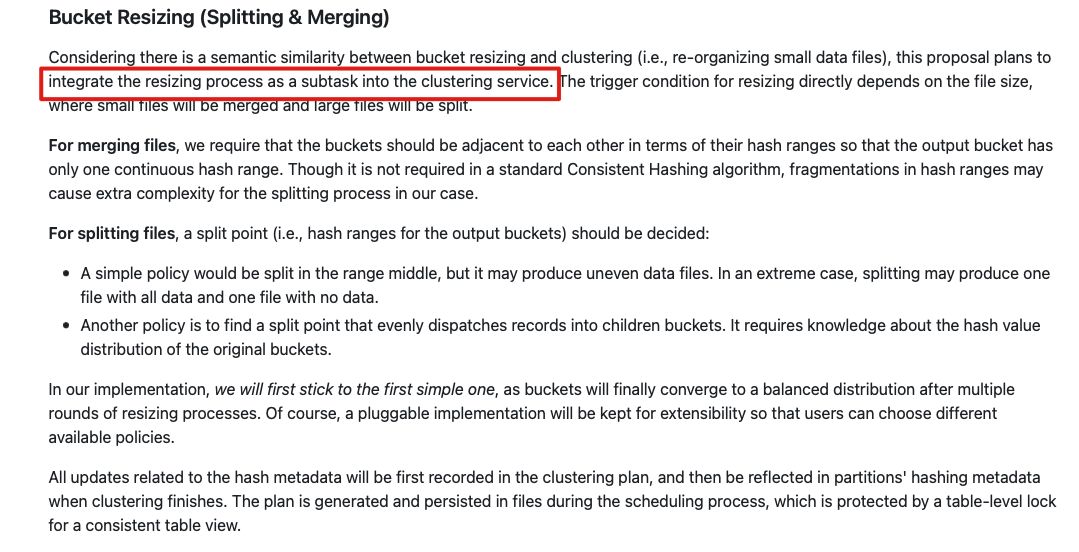 Bucket Resizing (Splitting & Merging)
Considering there is a semantic similarity between bucket resizing and clustering (i.e., re-organizing small data files), this proposal plans to
integrate the resizing process as a subtask into the clustering service. The trigger condition for resizing directly depends on the file size,
where small files will be merged and large files will be split.
For merging files, we require that the buckets should be adjacent to each other in terms of their hash ranges so that the output bucket has
only one continuous hash range. Though it is not required in a standard Consistent Hashing algorithm, fragmentations in hash ranges may
cause extra complexity for the splitting process in our case.
For splitting files, a split point (i.e., hash ranges for the output buckets) should be decided:
• A simple policy would be split in the range middle, but it may produce uneven data files. In an extreme case, splitting may produce one
file with all data and one file with no data.
• Another policy is to find a split point that evenly dispatches records into children buckets. It requires knowledge about the hash value
distribution of the original buckets.
In our implementation, we will first stick to the first simple one, as buckets will finally converge to a balanced distribution after multiple
rounds of resizing processes. Of course, a pluggable implementation will be kept for extensibility so that users can choose different
available policies.
All updates related to the hash metadata will be first recorded in the clustering plan, and then be reflected in partitions' hashing metadata
when clustering finishes. The plan is generated and persisted in files during the scheduling process, which is protected by a table-level lock
for a consistent table view.